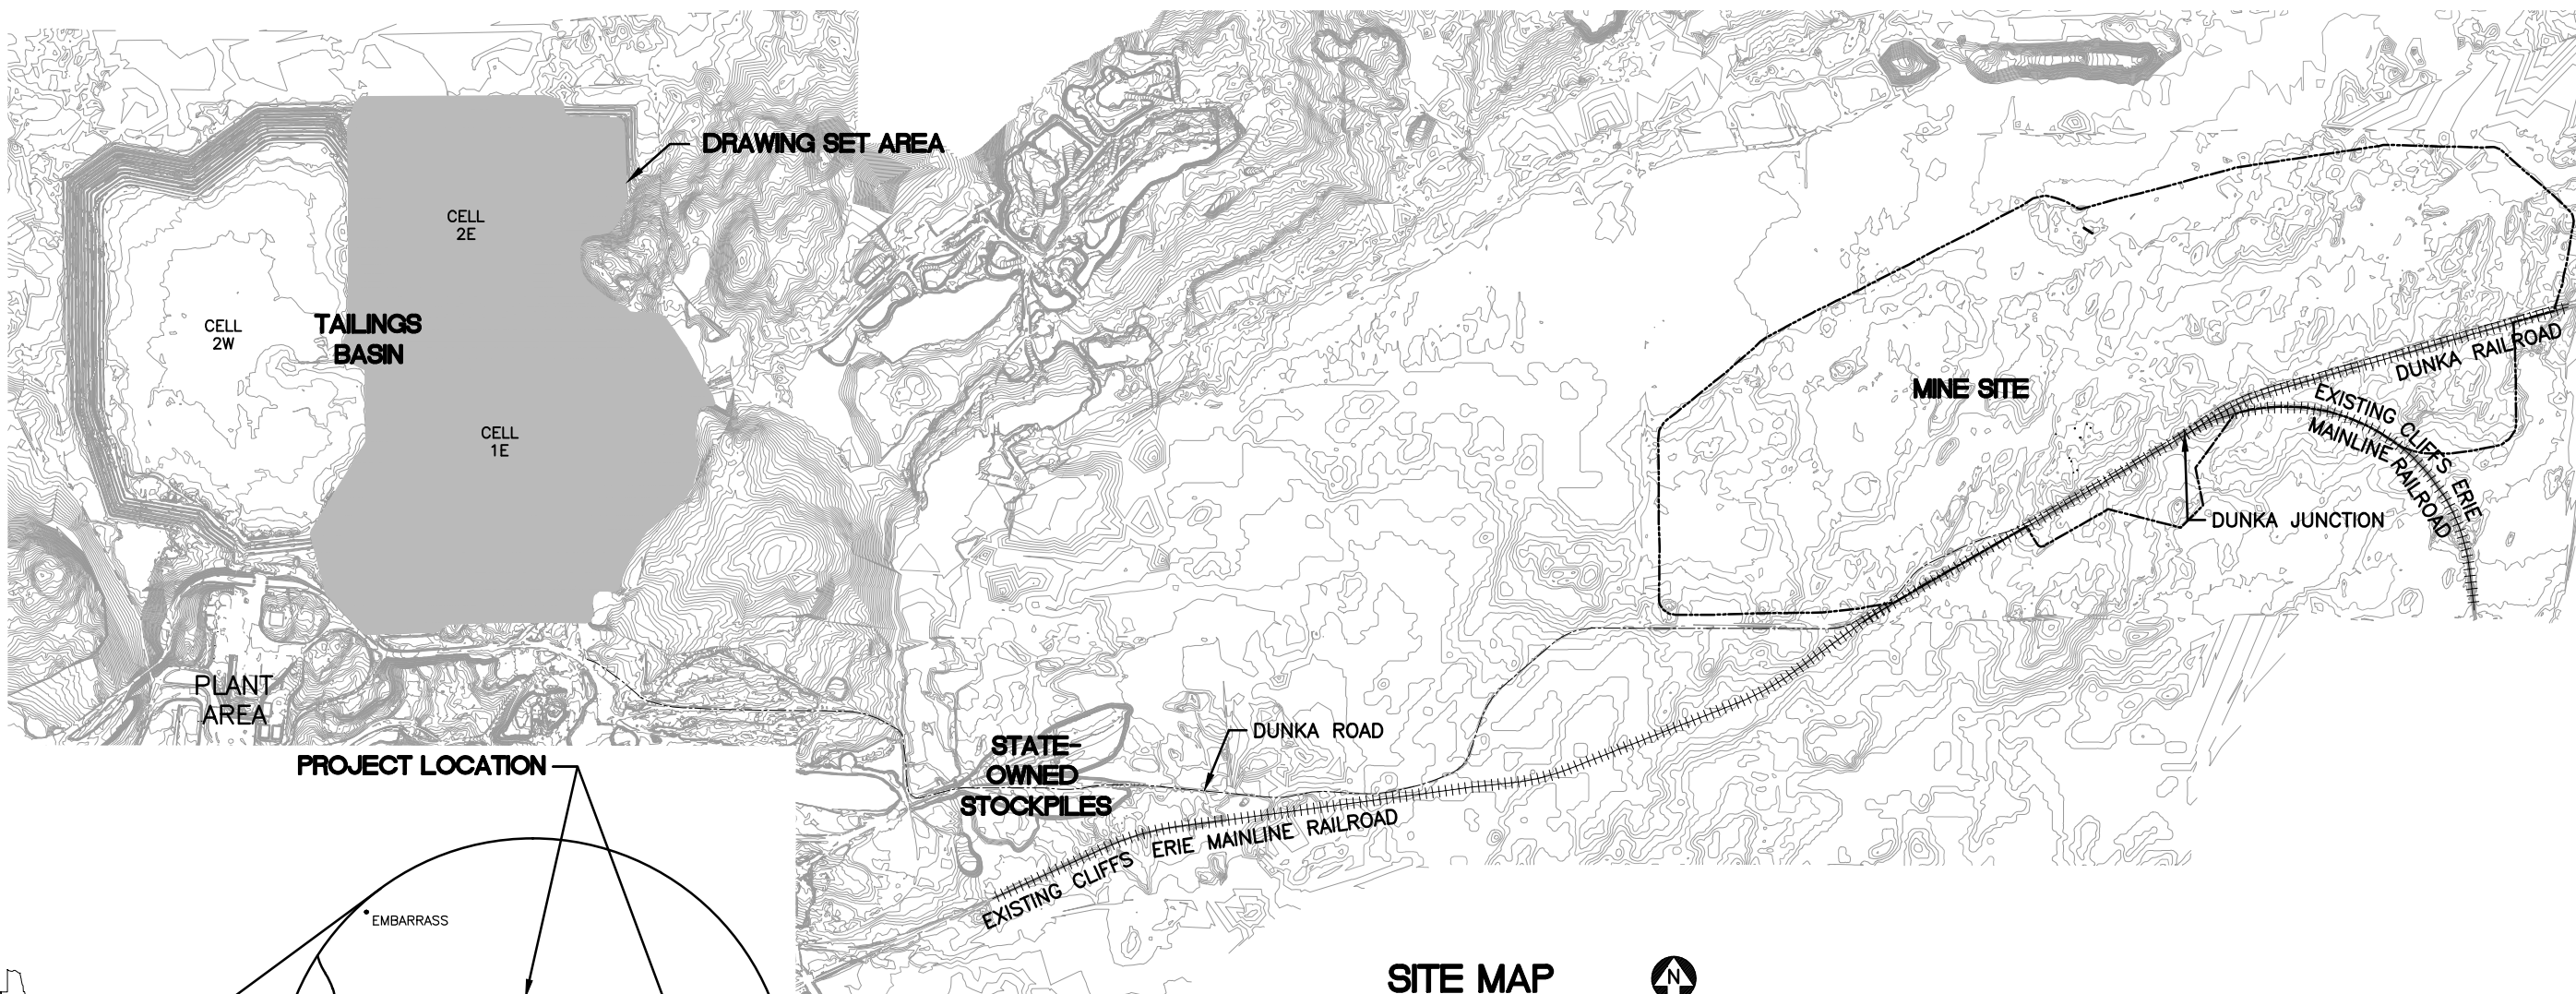 DRAWING SET AREA
CELL
2E
TAILINGS
BASIN
CELL
2W
CELL
1E
MINE SITE
DUNKA RAILROAD
EXISTING CLIFFS ERIE
MAINLINE RAILROAD
DUNKA JUNCTION
PLANT
AREA
STATE-
OWNED
STOCKPILES
DUNKA ROAD
EXISTING CLIFFS ERIE MAINLINE RAILROAD
PROJECT LOCATION
EMBARRASS
SITE MAP
N